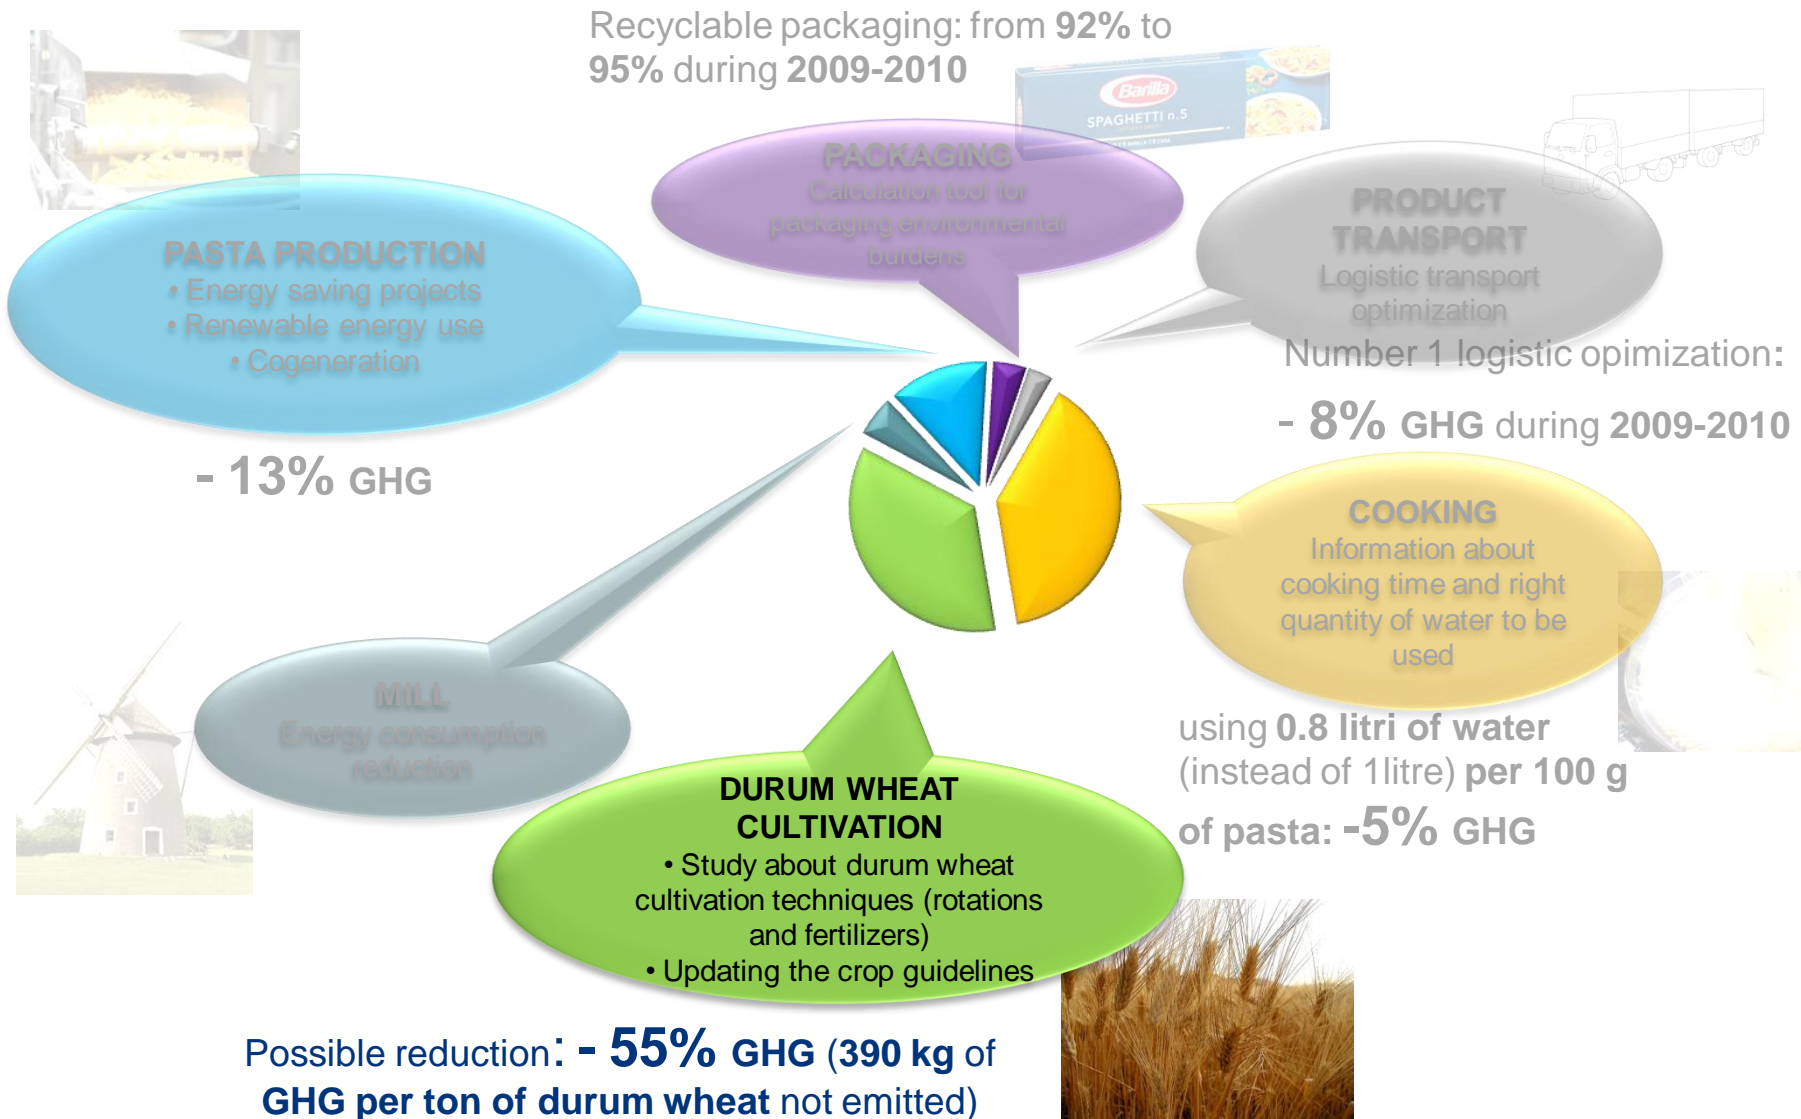 Recyclable packaging: from 92% to
95% during 2009-2010
Barilla
SPAGHETTI n.5
PACKAGING
Calculation tool for
packaging environmental
burdens
PRODUCT
TRANSPORT
Logistic transport
optimization
Number 1 logistic opimization:
- 8% GHG during 2009-2010
PASTA PRODUCTION
• Energy saving projects
• Renewable energy use
• Cogeneration
- 13% GHG
COOKING
Information about
cooking time and right
quantity of water to be
used
using 0.8 litri of water
(instead of 1litre) per 100 g
of pasta: -5% GHG
MILL
Energy consumption
reduction
DURUM WHEAT
CULTIVATION
• Study about durum wheat
cultivation techniques (rotations
and fertilizers)
• Updating the crop guidelines
Possible reduction: - 55% GHG (390 kg of
GHG per ton of durum wheat not emitted)